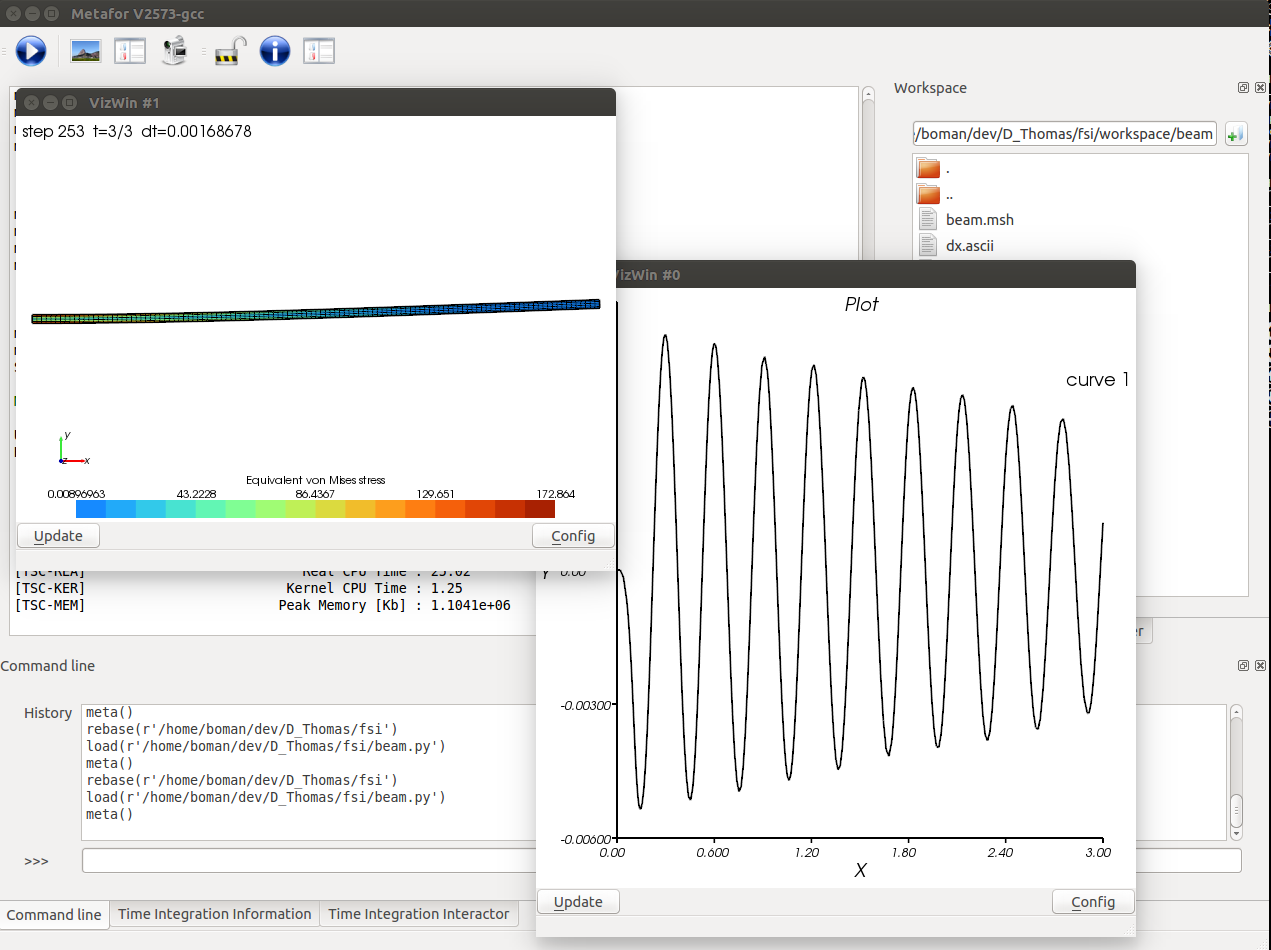 Metafor V2573-gcc
Workspace
/boman/dev/D_Thomas/fsi/workspace/beam
.
..
beam.msh
dx.ascii
VizWin #1
step 253 t=3/3 dt=0.00168678
y
z
x
Equivalent von Mises stress
0.00896963 43.2228 86.4367 129.651 172.864
Update Config
VizWin #0
Plot
curve 1
Y 0.00
-0.00300
-0.00600
0.00 0.600 1.20 1.80 2.40 3.00
X
Update Config
[TSC-REA] Real CPU Time : 25.02
[TSC-KER] Kernel CPU Time : 1.25
[TSC-MEM] Peak Memory [Kb] : 1.1041e+06
Command line
History
meta()
rebase(r'/home/boman/dev/D_Thomas/fsi')
load(r'/home/boman/dev/D_Thomas/fsi/beam.py')
meta()
rebase(r'/home/boman/dev/D_Thomas/fsi')
load(r'/home/boman/dev/D_Thomas/fsi/beam.py')
meta()
>>>
Command line Time Integration Information Time Integration Interactor